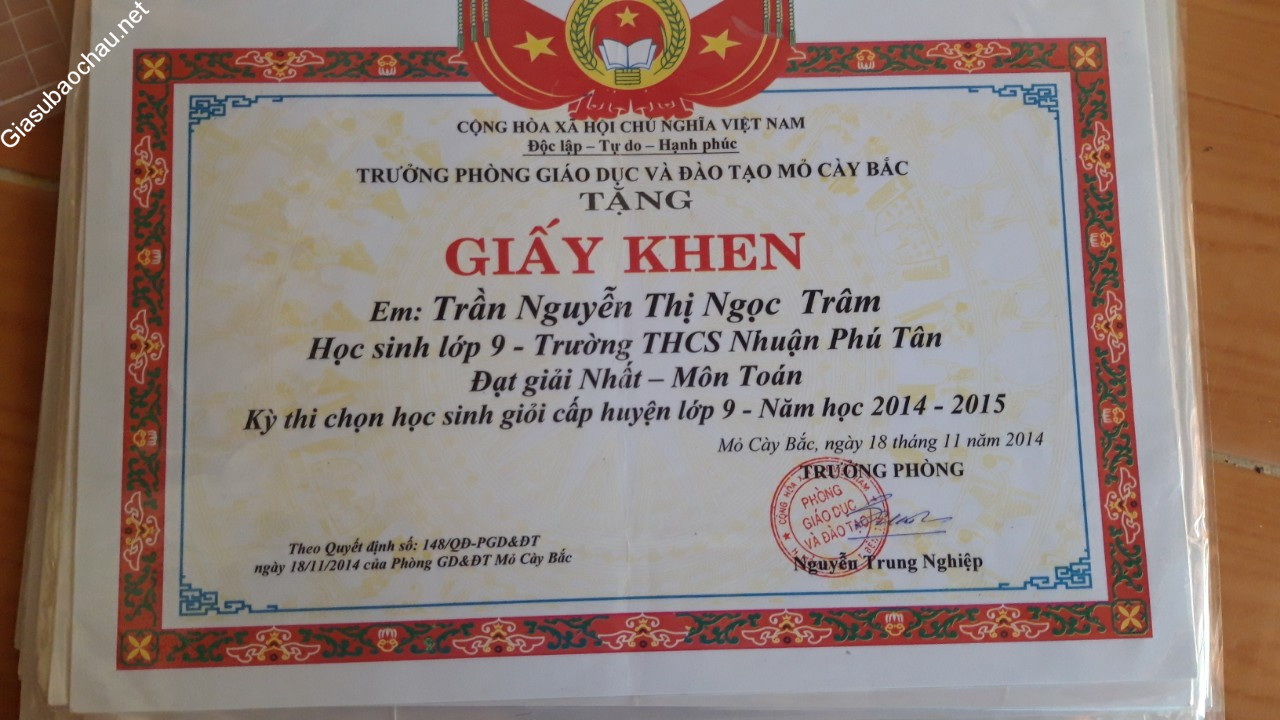 Giasubaochau.net
CỘNG HÒA XÃ HỘI CHỦ NGHĨA VIỆT NAM
Độc lập – Tự do – Hạnh phúc
TRƯỞNG PHÒNG GIÁO DỤC VÀ ĐÀO TẠO MỎ CÀY BẮC
TẶNG
GIẤY KHEN
Em: Trần Nguyễn Thị Ngọc Trâm
Học sinh lớp 9 - Trường THCS Nhuận Phú Tân
Đạt giải Nhất – Môn Toán
Kỳ thi chọn học sinh giỏi cấp huyện lớp 9 - Năm học 2014 - 2015
Mỏ Cày Bắc, ngày 18 tháng 11 năm 2014
TRƯỞNG PHÒNG
PHÒNG
GIÁO DỤC
VÀ ĐÀO TẠO
Theo Quyết định số: 148/QĐ-PGD&ĐT
ngày 18/11/2014 của Phòng GD&ĐT Mỏ Cày Bắc
Nguyễn Trung Nghiệp